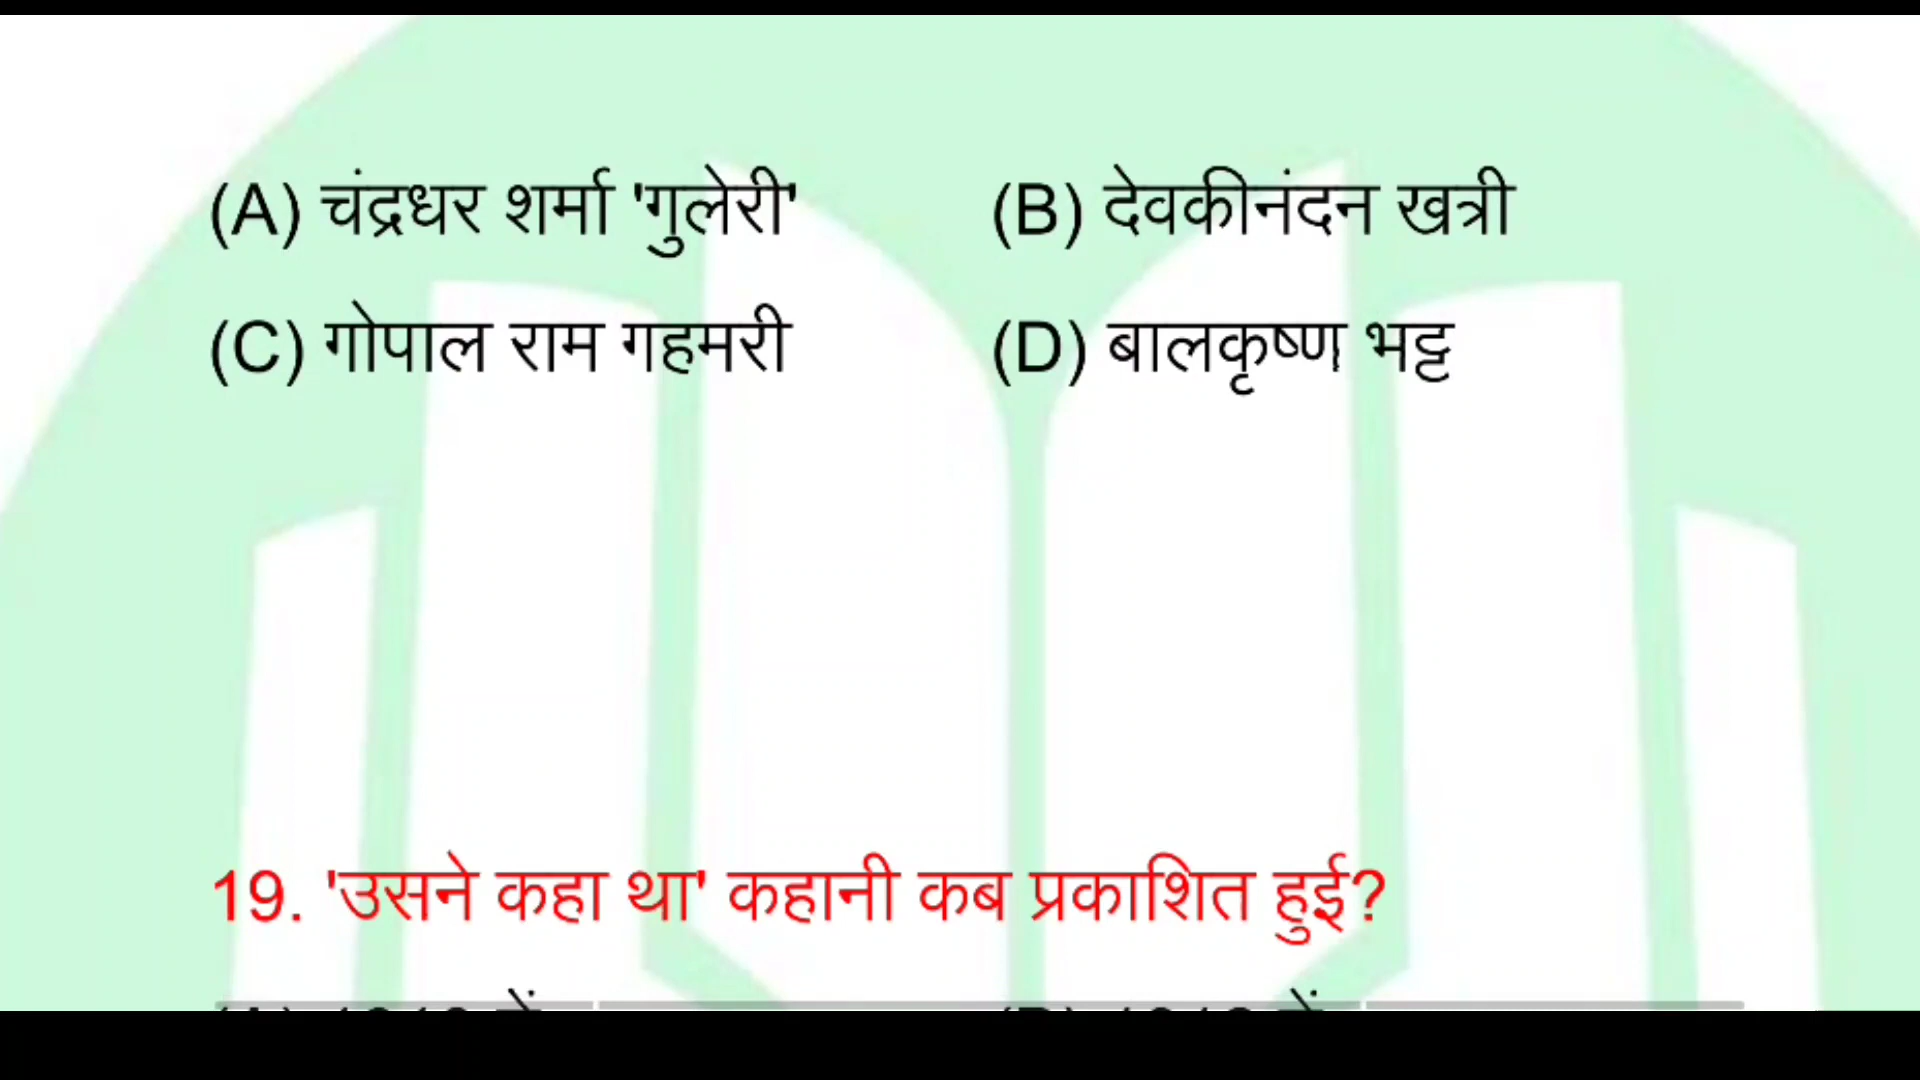 (A) चंद्रधर शर्मा 'गुलेरी' (B) देवकीनंदन खत्री
(C) गोपाल राम गहमरी (D) बालकृष्ण भट्ट
19. 'उसने कहा था' कहानी कब प्रकाशित हुई?